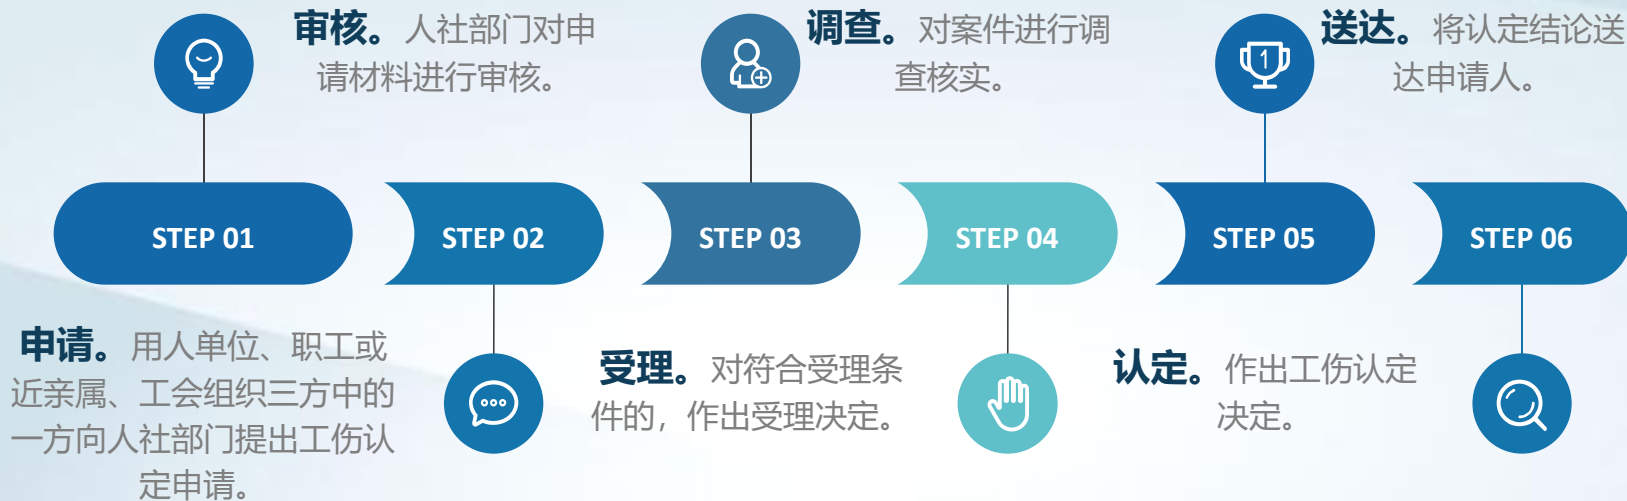 审核。人社部门对申
请材料进行审核。
调查。对案件进行调
查核实。
1
送达。将认定结论送
达申请人。
STEP 01
STEP 02
STEP 03
STEP 04
STEP 05
STEP 06
申请。用人单位、职工或
近亲属、工会组织三方中的
一方向人社部门提出工伤认
定申请。
受理。对符合受理条
件的，作出受理决定。
认定。作出工伤认定
决定。